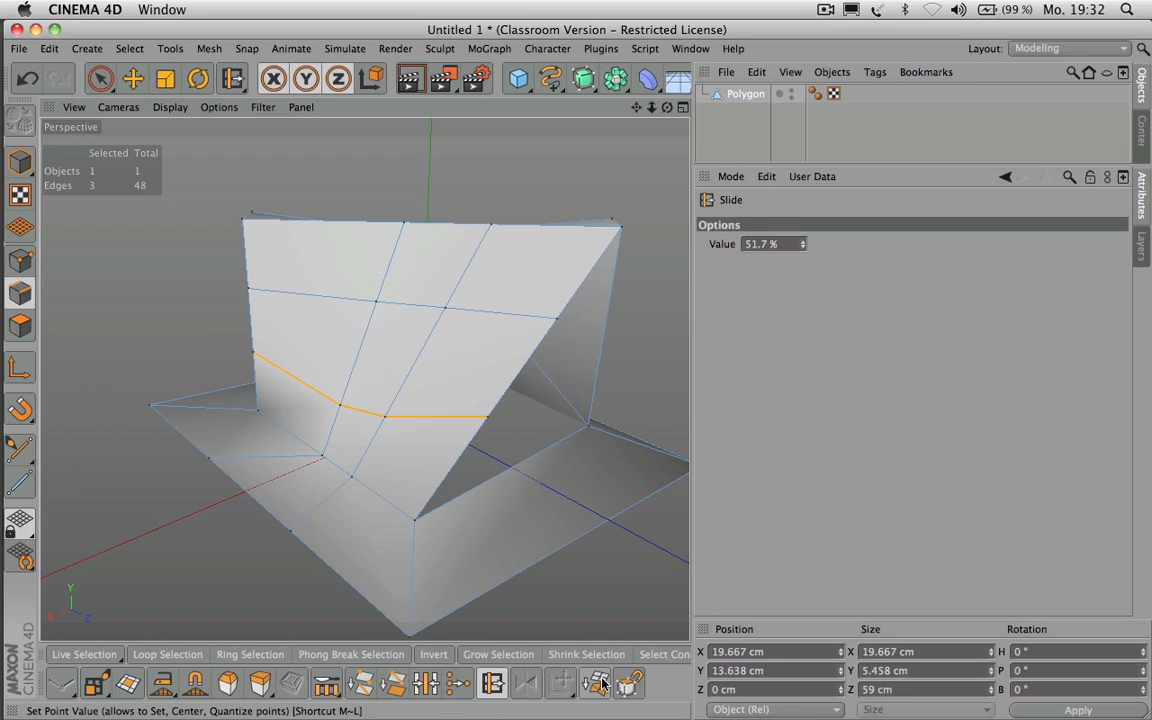 CINEMA 4D Window (99 %) Mo. 19:32
Untitled 1 * (Classroom Version - Restricted License)
File Edit Create Select Tools Mesh Snap Animate Simulate Render Sculpt MoGraph Character Plugins Script Window Help Layout: Modeling
X Y Z
File Edit View Objects Tags Bookmarks
Polygon
View Cameras Display Options Filter Panel
Perspective
Selected Total
Objects 1 1
Edges 3 48
Mode Edit User Data
Slide
Options
Value 51.7 %
Objects
Attributes
Layers
Y
X Z
MAXON CINEMA 4D
Live Selection Loop Selection Ring Selection Phong Break Selection Invert Grow Selection Shrink Selection Select Con
Position Size Rotation
X 19.667 cm X 19.667 cm H 0 °
Y 13.638 cm Y 5.458 cm P 0 °
Z 0 cm Z 59 cm B 0 °
Object (Rel) Size Apply
Set Point Value (allows to Set, Center, Quantize points) [Shortcut M~L]